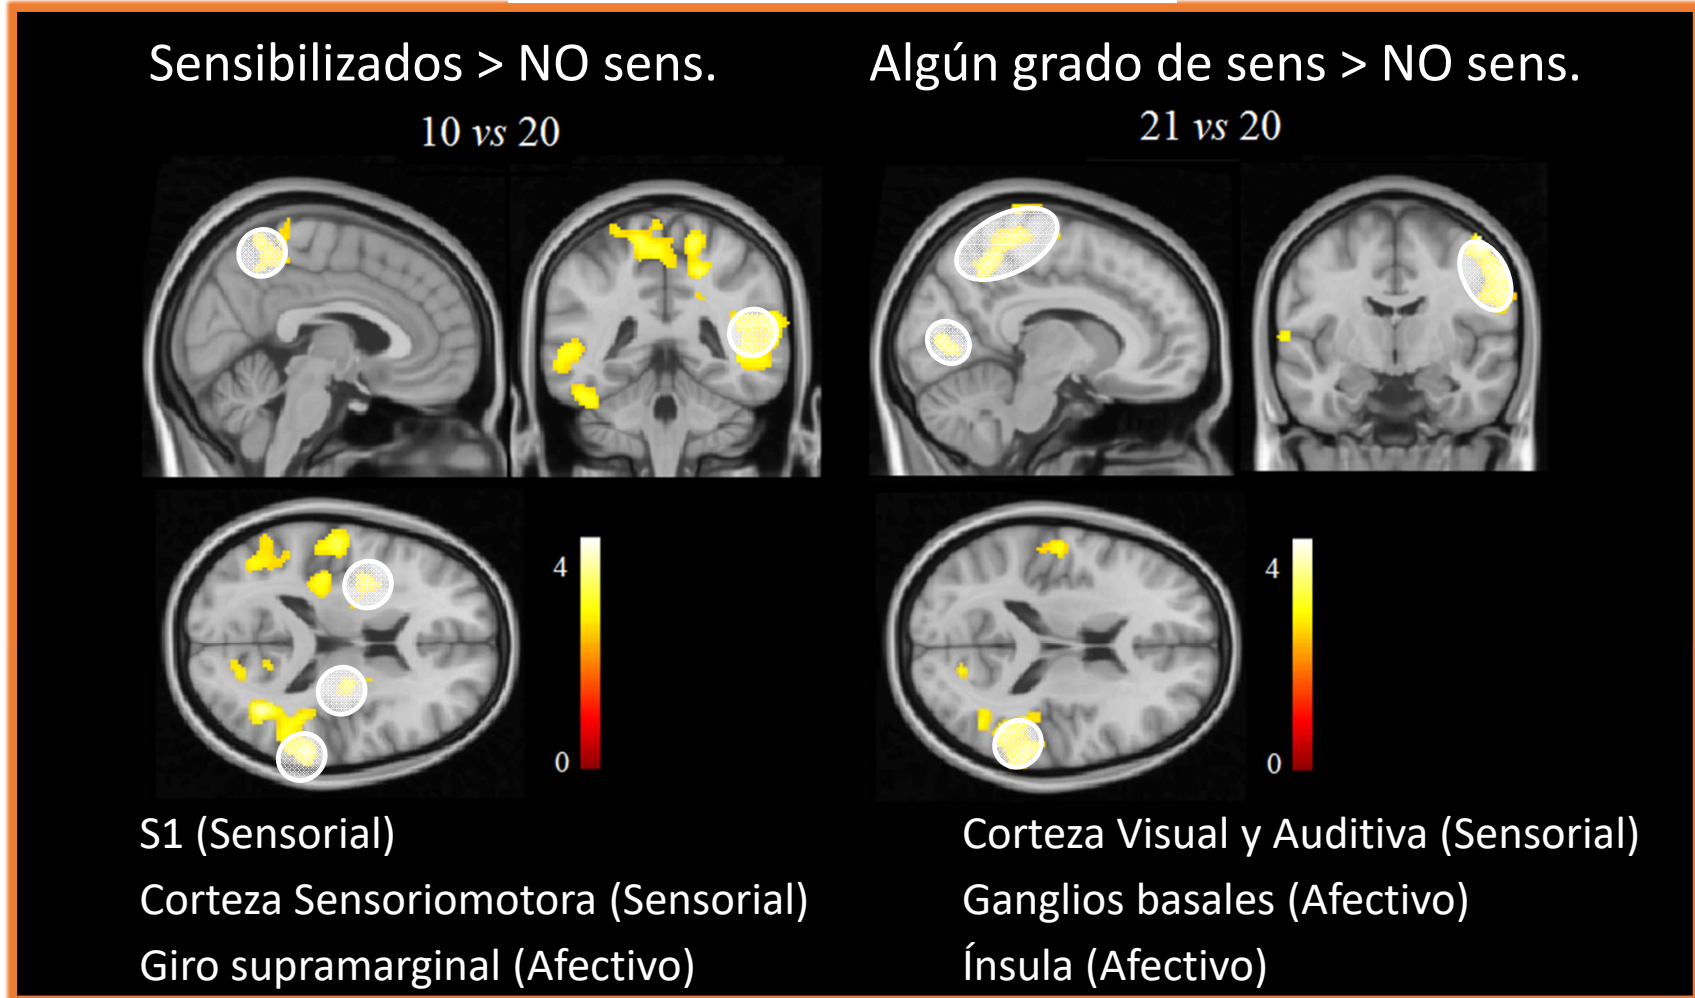 Sensibilizados > NO sens.
10 vs 20
4
0
S1 (Sensorial)
Corteza Sensoriomotora (Sensorial)
Giro supramarginal (Afectivo)
Algún grado de sens > NO sens.
21 vs 20
4
0
Corteza Visual y Auditiva (Sensorial)
Ganglios basales (Afectivo)
Ínsula (Afectivo)